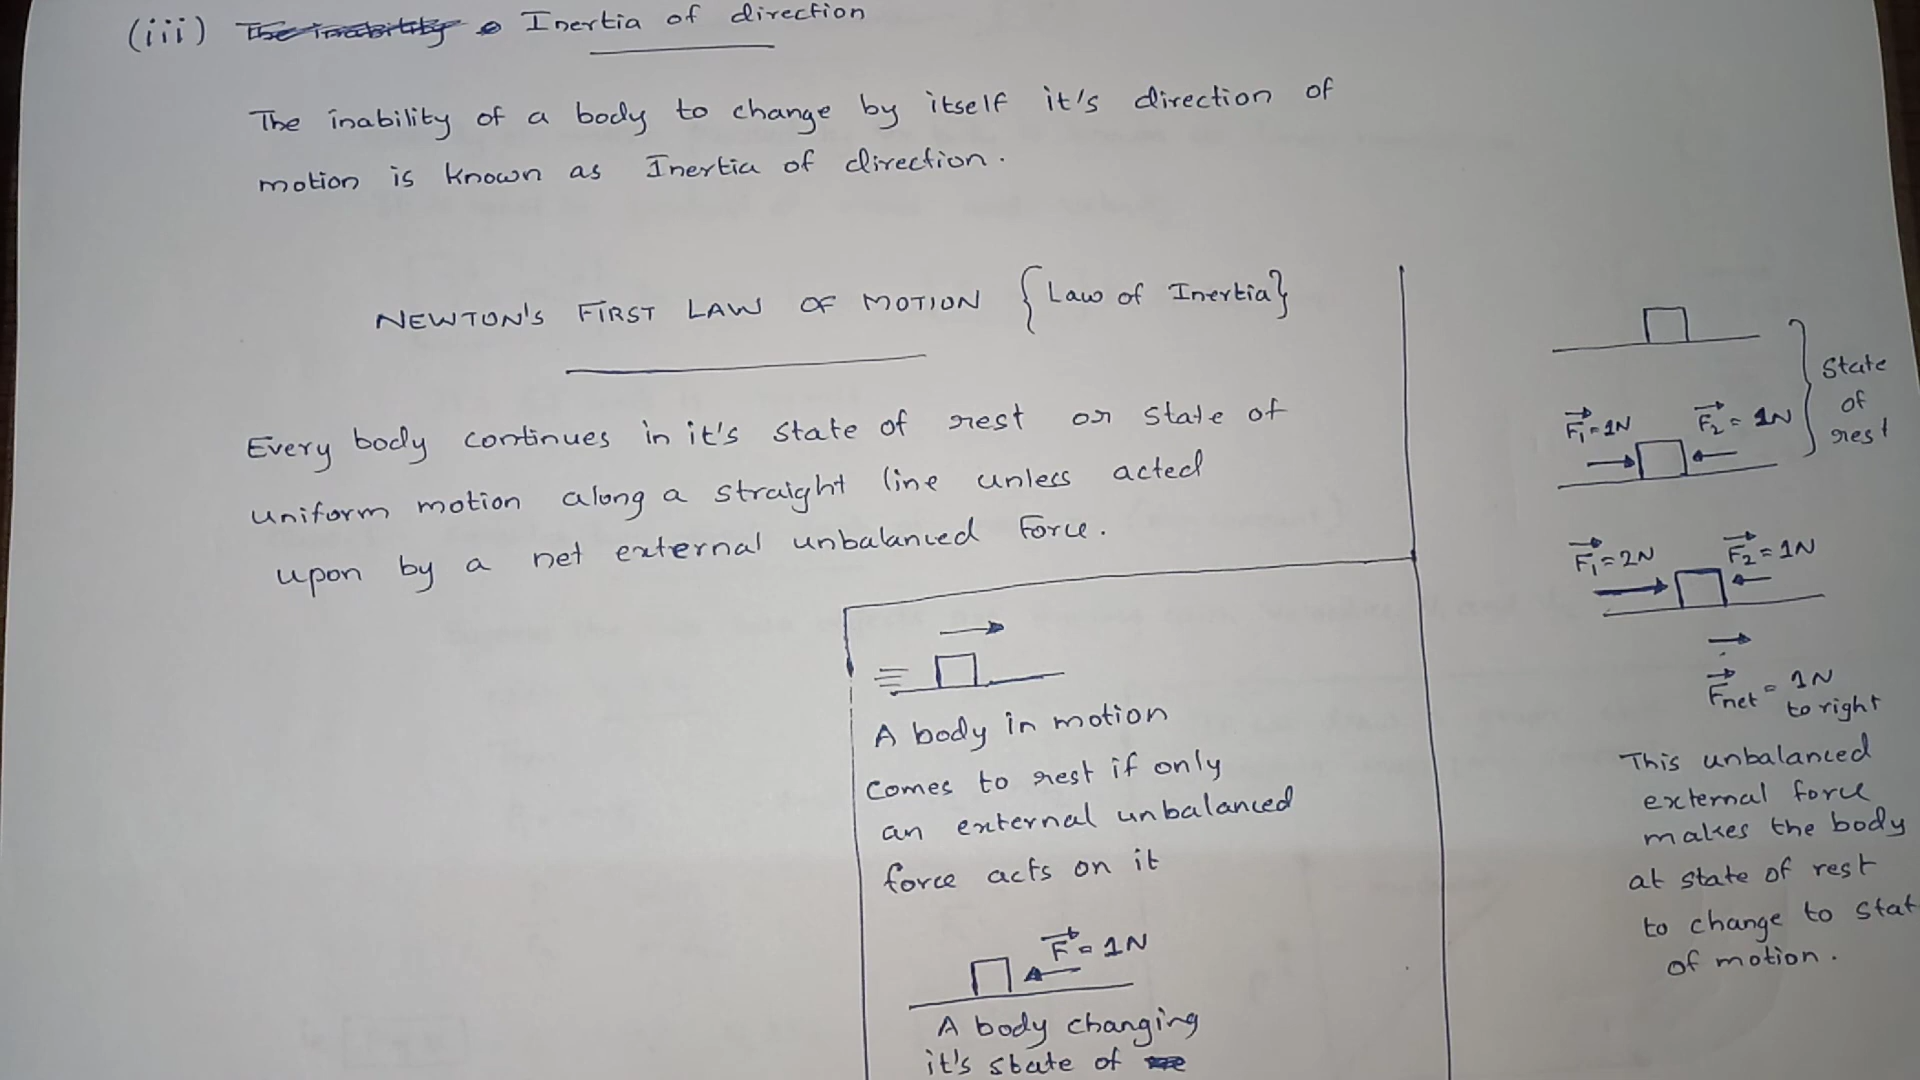 (iii) The inability Inertia of direction
The inability of a body to change by itself it's direction of
motion is known as Inertia of direction.
NEWTON'S FIRST LAW OF MOTION {Law of Inertia}
Every body continues in it's state of rest or state of
uniform motion along a straight line unless acted
upon by a net external unbalanced Force.
A body in motion
comes to rest if only
an external unbalanced
force acts on it
F = 1N
A body changing
it's state of
State
of
rest
F1 = 1N F2 = 1N
F1 = 2N F2 = 1N
Fnet = 1N
to right
This unbalanced
external force
makes the body
at state of rest
to change to stat
of motion.